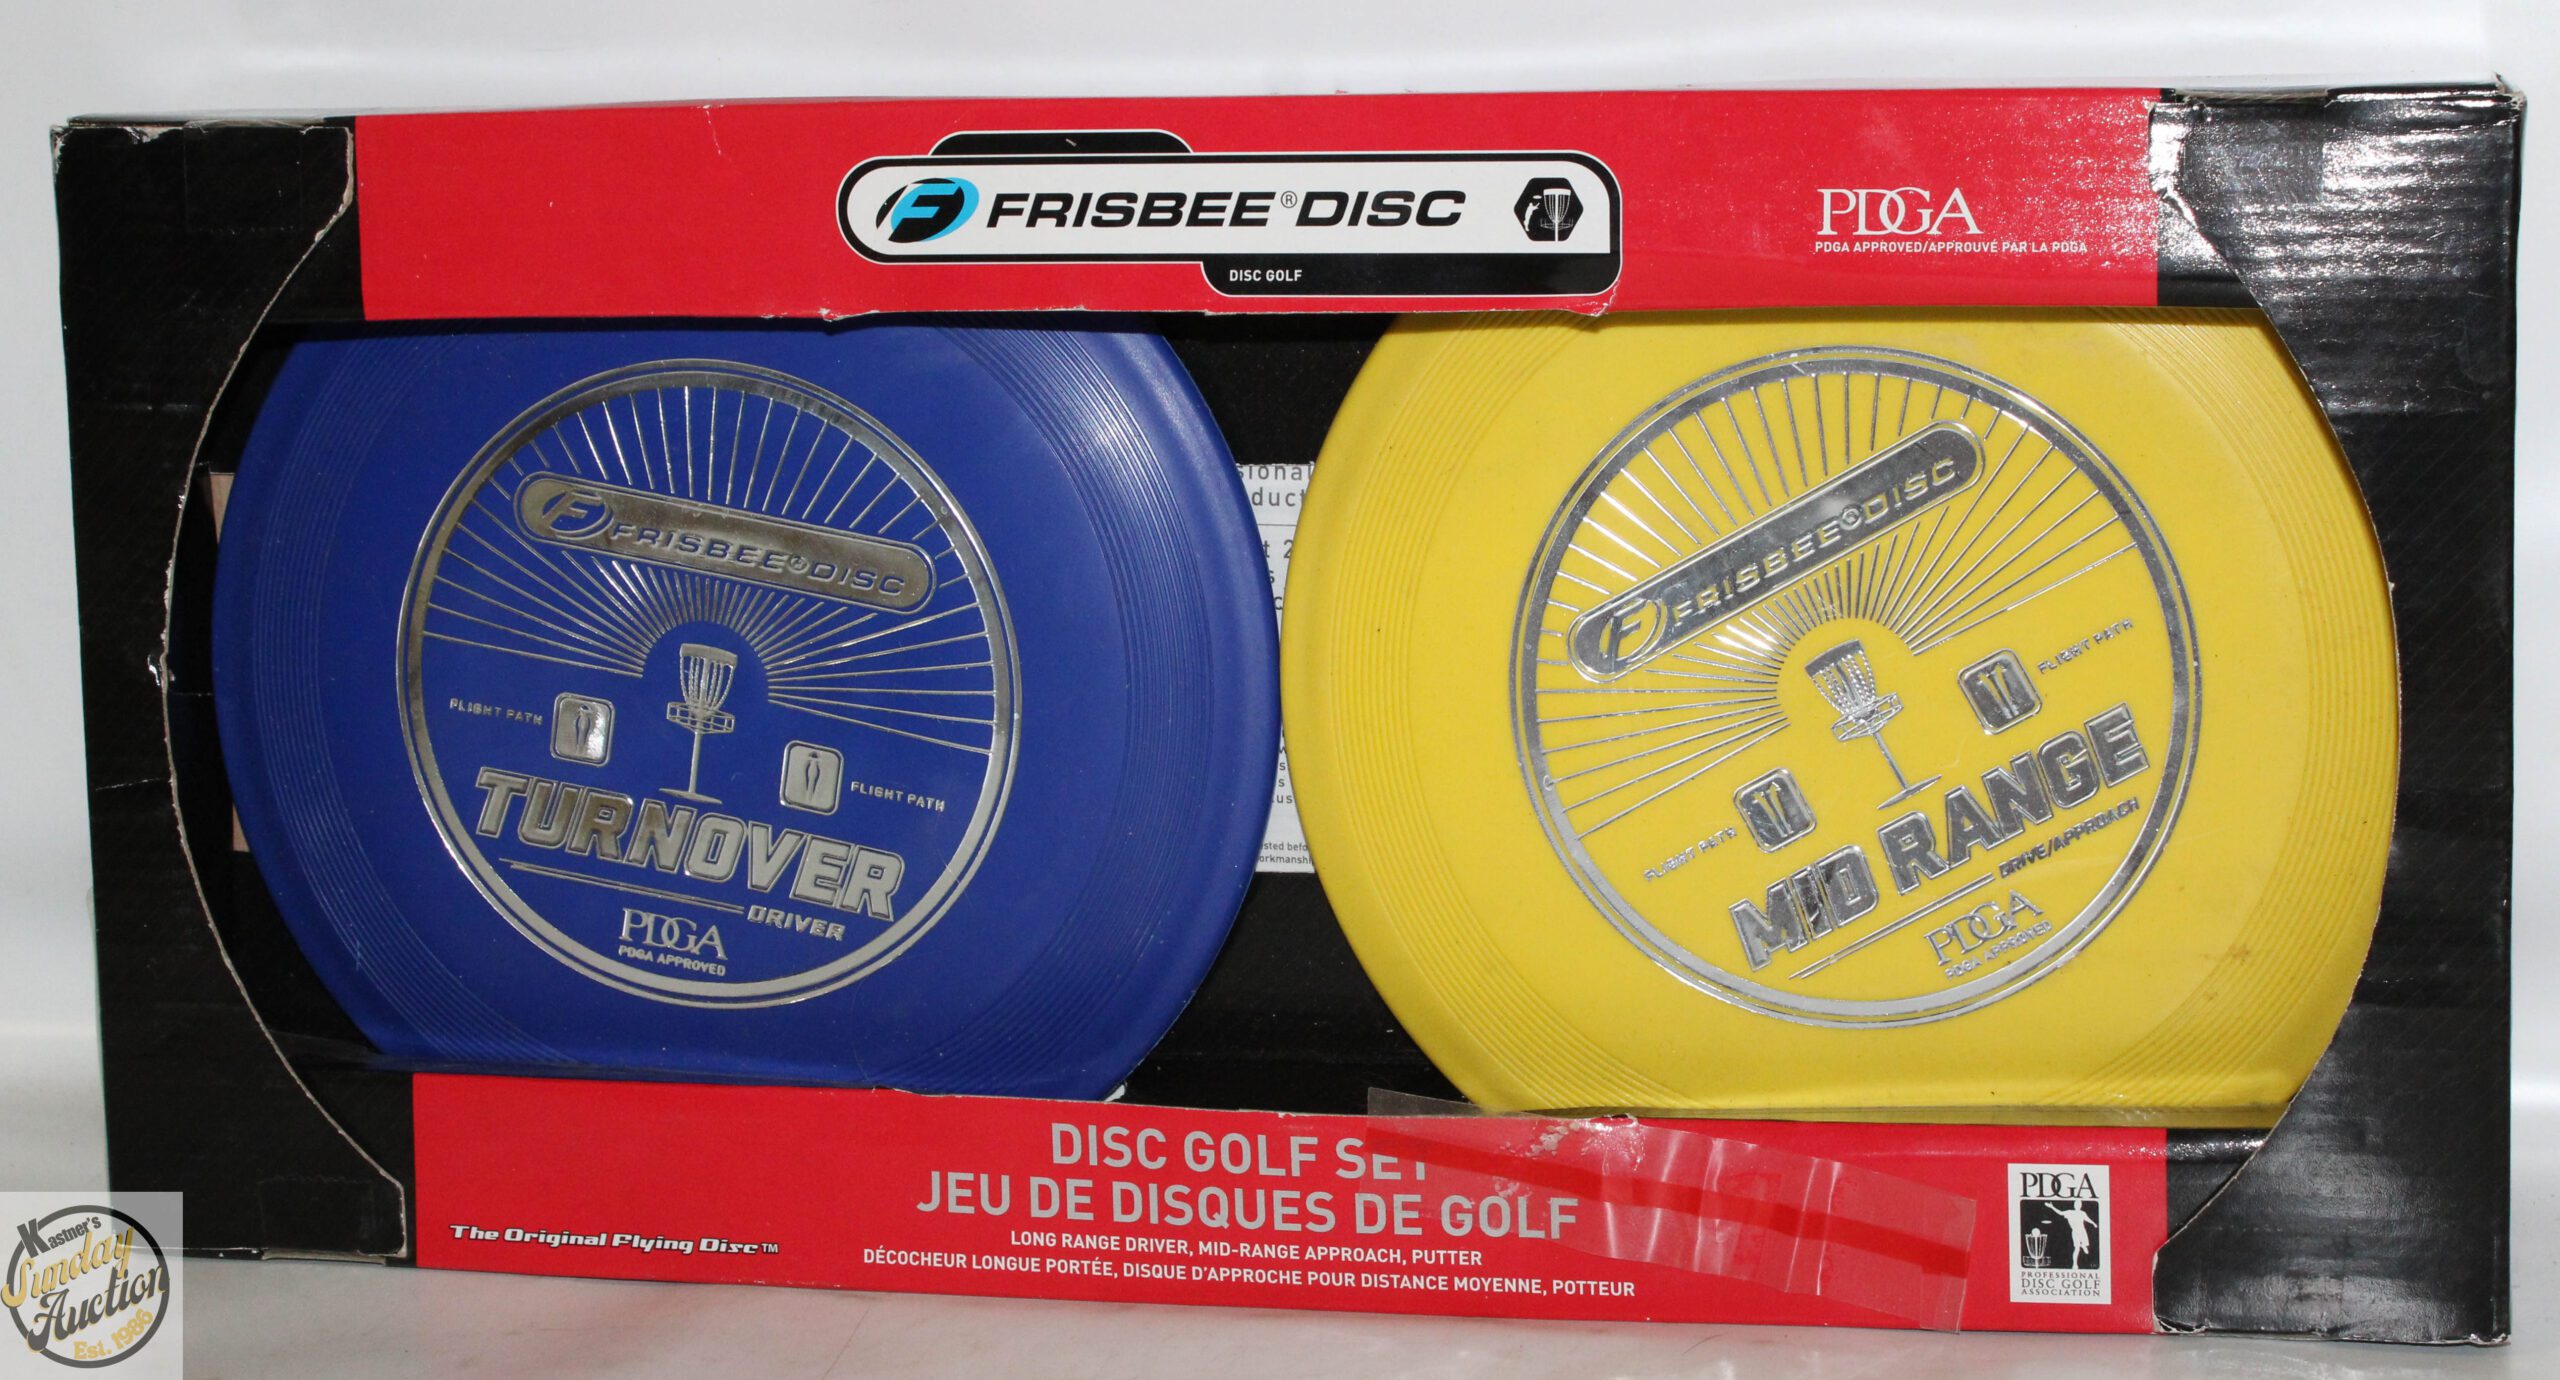 FRISBEE® DISC
DISC GOLF
PDGA
PDGA APPROVED/APPROUVÉ PAR LA PDGA
F FRISBEE® DISC
FLIGHT PATH
FLIGHT PATH
TURNOVER
DRIVER
PDGA
PDGA APPROVED
sional
duct
F FRISBEE® DISC
FLIGHT PATH
FLIGHT PATH
MID RANGE
DRIVE/APPROACH
PDGA
PDGA APPROVED
DISC GOLF SET
JEU DE DISQUES DE GOLF
LONG RANGE DRIVER, MID-RANGE APPROACH, PUTTER
DÉCOCHEUR LONGUE PORTÉE, DISQUE D'APPROCHE POUR DISTANCE MOYENNE, POTTEUR
The Original Flying Disc™
PDGA
PROFESSIONAL
DISC GOLF
ASSOCIATION
Kastner's
Sunday
Auction
Est. 1986